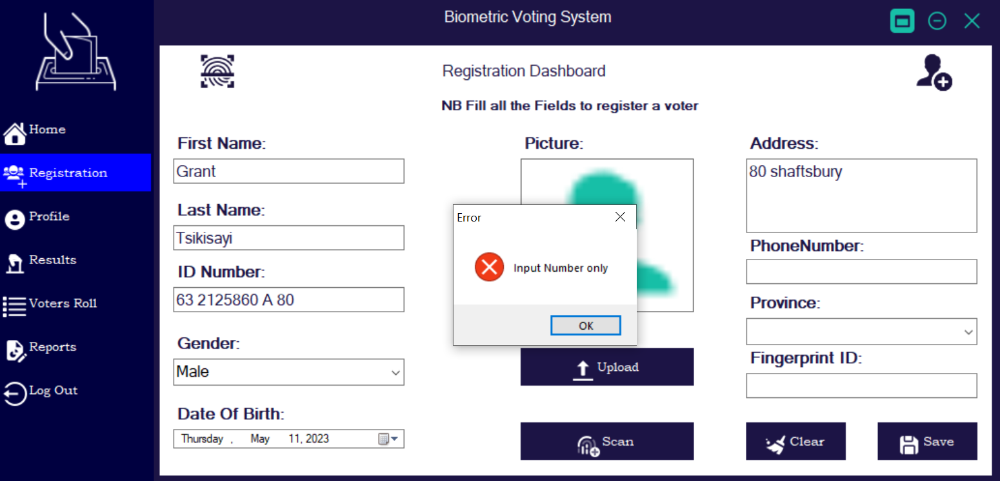 Biometric Voting System
Home
Registration
Profile
Results
Voters Roll
Reports
Log Out
Registration Dashboard
NB Fill all the Fields to register a voter
First Name:
Grant
Last Name:
Tsikisayi
ID Number:
63 2125860 A 80
Gender:
Male
Date Of Birth:
Thursday , May 11, 2023
Picture:
Error
Input Number only
OK
Upload
Scan
Address:
80 shaftsbury
PhoneNumber:
Province:
Fingerprint ID:
Clear
Save